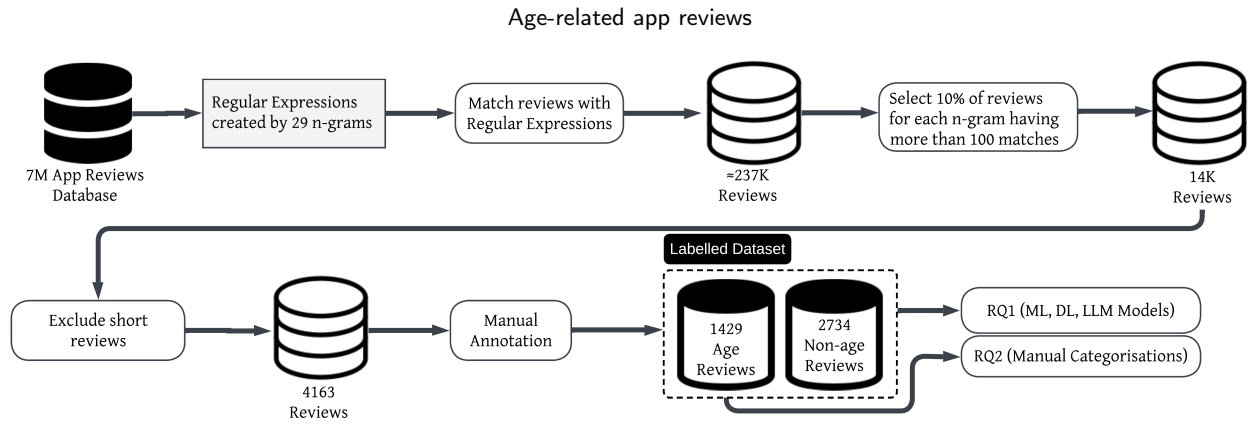 Age-related app reviews
7M App Reviews
Database
Regular Expressions
created by 29 n-grams
Match reviews with
Regular Expressions
≈237K
Reviews
Select 10% of reviews
for each n-gram having
more than 100 matches
14K
Reviews
Exclude short
reviews
4163
Reviews
Manual
Annotation
Labelled Dataset
1429
Age
Reviews
2734
Non-age
Reviews
RQ1 (ML, DL, LLM Models)
RQ2 (Manual Categorisations)